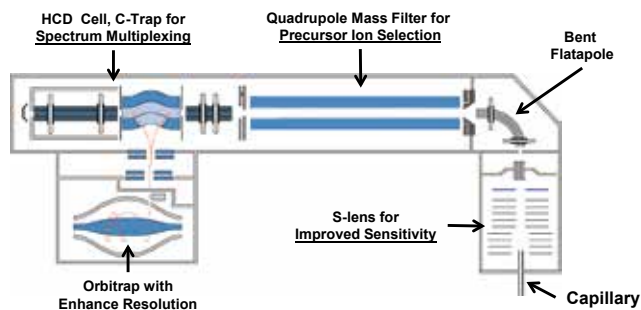 HCD Cell, C-Trap for
Spectrum Multiplexing
Quadrupole Mass Filter for
Precursor Ion Selection
Bent
Flatapole
S-lens for
Improved Sensitivity
Orbitrap with
Enhance Resolution
Capillary